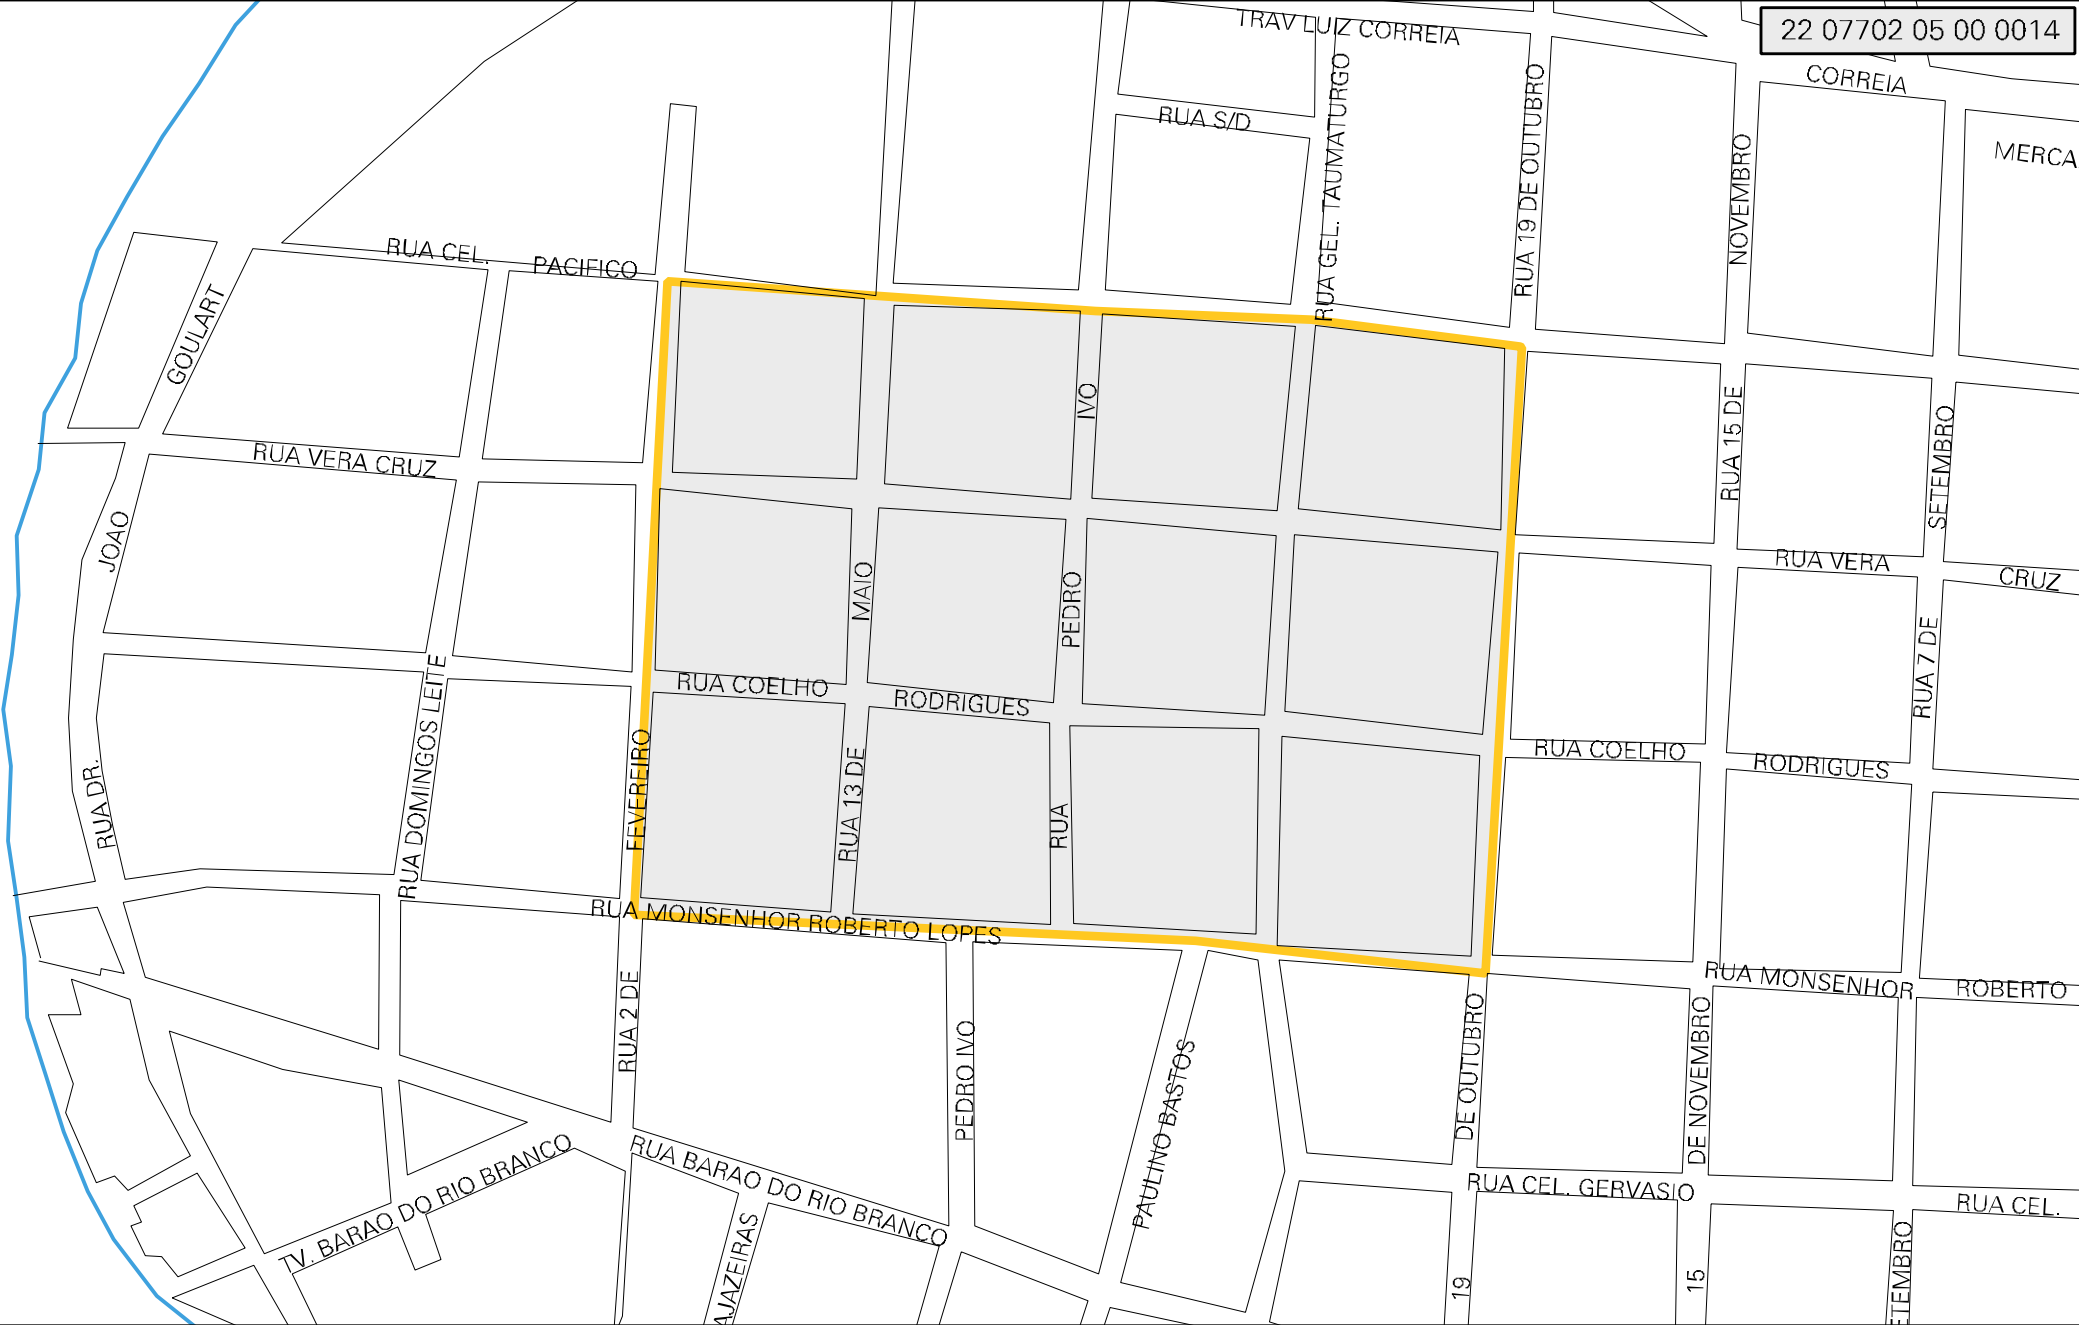 TRAV LUIZ CORREIA
22 07702 05 00 0014
CORREIA
RUA S/D
MERCA
RUA GEL. TAUMATURGO
RUA 19 DE OUTUBRO
NOVEMBRO
RUA CEL.
PACIFICO
GOULART
IVO
RUA 15 DE
SETEMBRO
RUA VERA CRUZ
JOAO
MAIO
PEDRO
RUA VERA
CRUZ
RUA 7 DE
RUA COELHO
RODRIGUES
RUA DOMINGOS LEITE
FEVEREIRO
RUA 13 DE
RUA
RUA COELHO
RODRIGUES
RUA DR.
RUA MONSENHOR ROBERTO LOPES
RUA MONSENHOR
ROBERTO
RUA 2 DE
PEDRO IVO
PAULINO BASTOS
DE OUTUBRO
DE NOVEMBRO
RUA BARAO DO RIO BRANCO
TV. BARAO DO RIO BRANCO
RUA CEL. GERVASIO
RUA CEL.
AJAZEIRAS
19
15
ETEMBRO